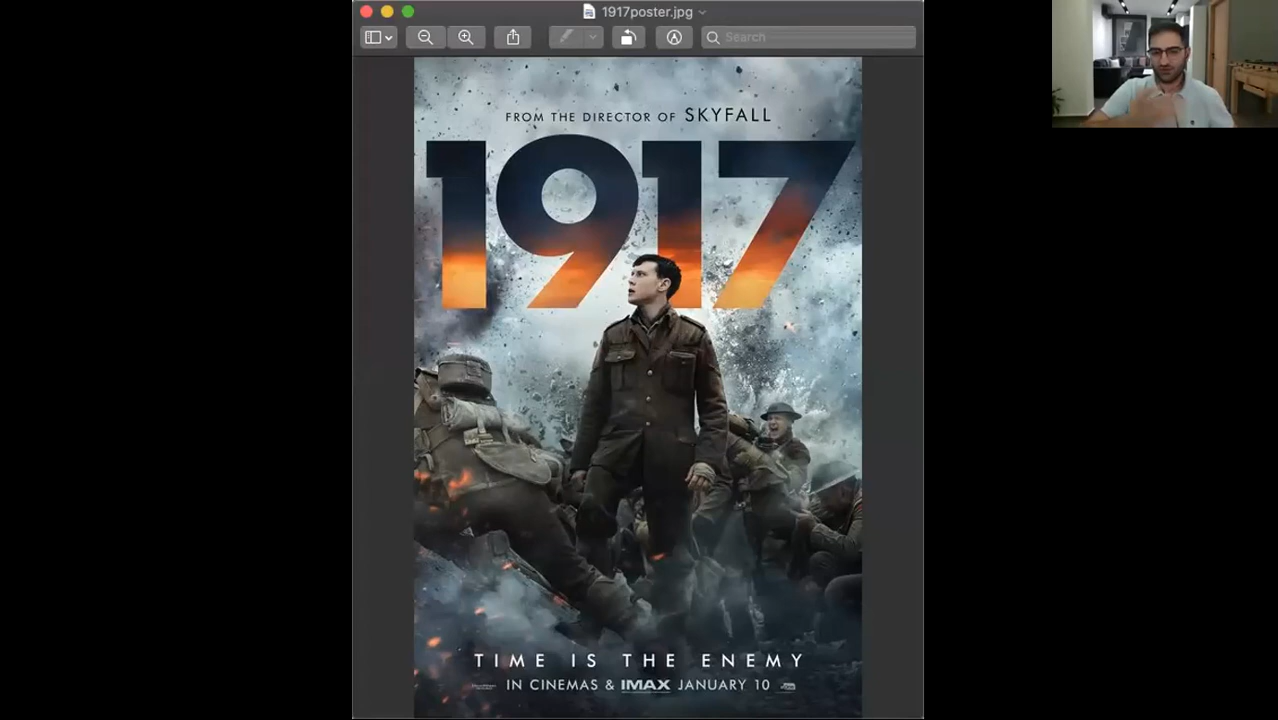 1917poster.jpg
Search
FROM THE DIRECTOR OF SKYFALL
1917
TIME IS THE ENEMY
IN CINEMAS & IMAX JANUARY 10